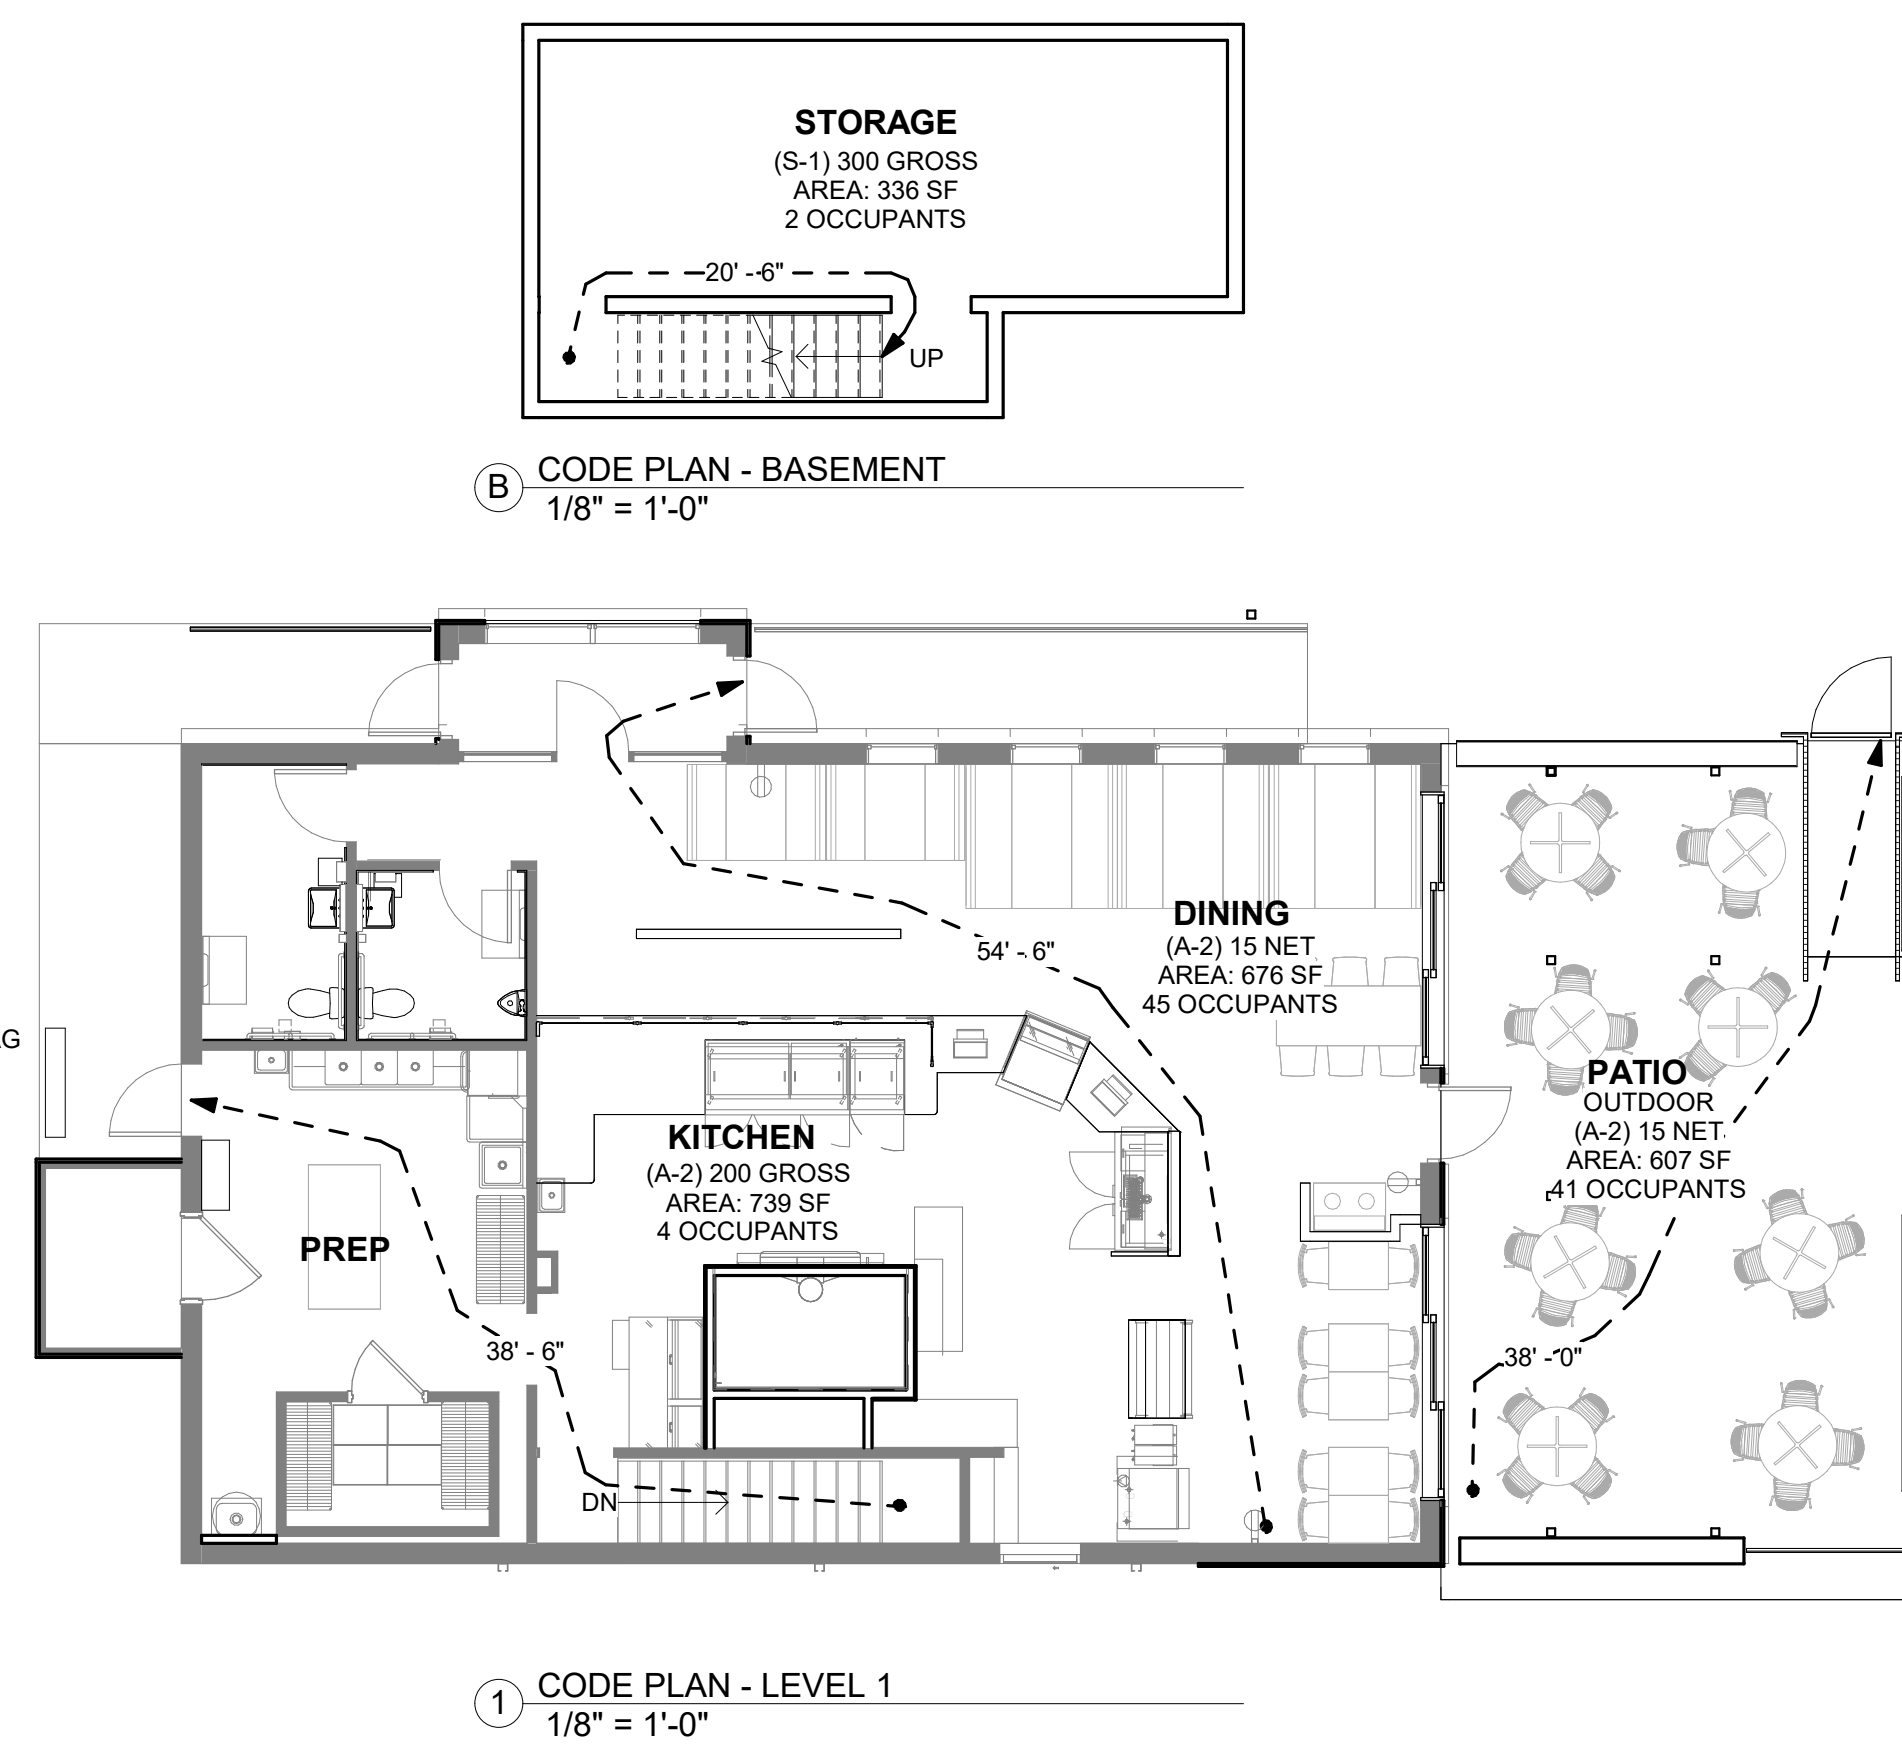 STORAGE
(S-1) 300 GROSS
AREA: 336 SF
2 OCCUPANTS
20' - 6"
UP
B
CODE PLAN - BASEMENT
1/8" = 1'-0"
DINING
(A-2) 15 NET
AREA: 676 SF
45 OCCUPANTS
54' - 6"
AG
PATIO
OUTDOOR
(A-2) 15 NET
AREA: 607 SF
41 OCCUPANTS
KITCHEN
(A-2) 200 GROSS
AREA: 739 SF
4 OCCUPANTS
PREP
38' - 6"
38' - 0"
DN
1
CODE PLAN - LEVEL 1
1/8" = 1'-0"